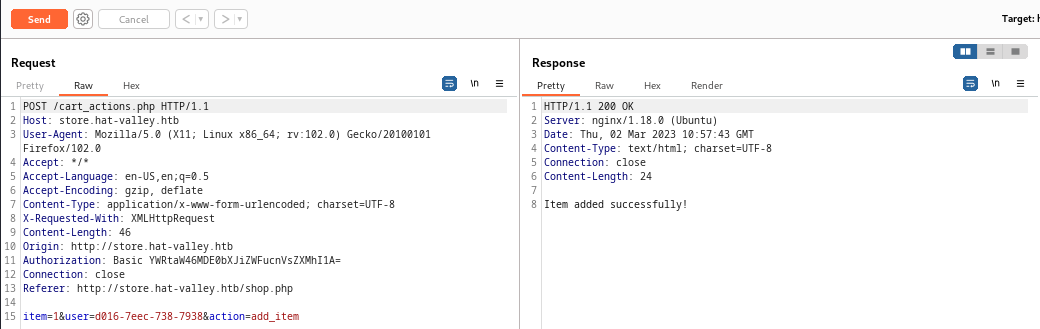 Send
Cancel
< | ▾
> | ▾
Target: h
Request
Pretty
Raw
Hex
\n
1 POST /cart_actions.php HTTP/1.1
2 Host: store.hat-valley.htb
3 User-Agent: Mozilla/5.0 (X11; Linux x86_64; rv:102.0) Gecko/20100101
Firefox/102.0
4 Accept: */*
5 Accept-Language: en-US,en;q=0.5
6 Accept-Encoding: gzip, deflate
7 Content-Type: application/x-www-form-urlencoded; charset=UTF-8
8 X-Requested-With: XMLHttpRequest
9 Content-Length: 46
10 Origin: http://store.hat-valley.htb
11 Authorization: Basic YWRtaW46MDE0bXJiZWFucnVsZXMhI1A=
12 Connection: close
13 Referer: http://store.hat-valley.htb/shop.php
14
15 item=1&user=d016-7eec-738-7938&action=add_item
Response
Pretty
Raw
Hex
Render
\n
1 HTTP/1.1 200 OK
2 Server: nginx/1.18.0 (Ubuntu)
3 Date: Thu, 02 Mar 2023 10:57:43 GMT
4 Content-Type: text/html; charset=UTF-8
5 Connection: close
6 Content-Length: 24
7
8 Item added successfully!